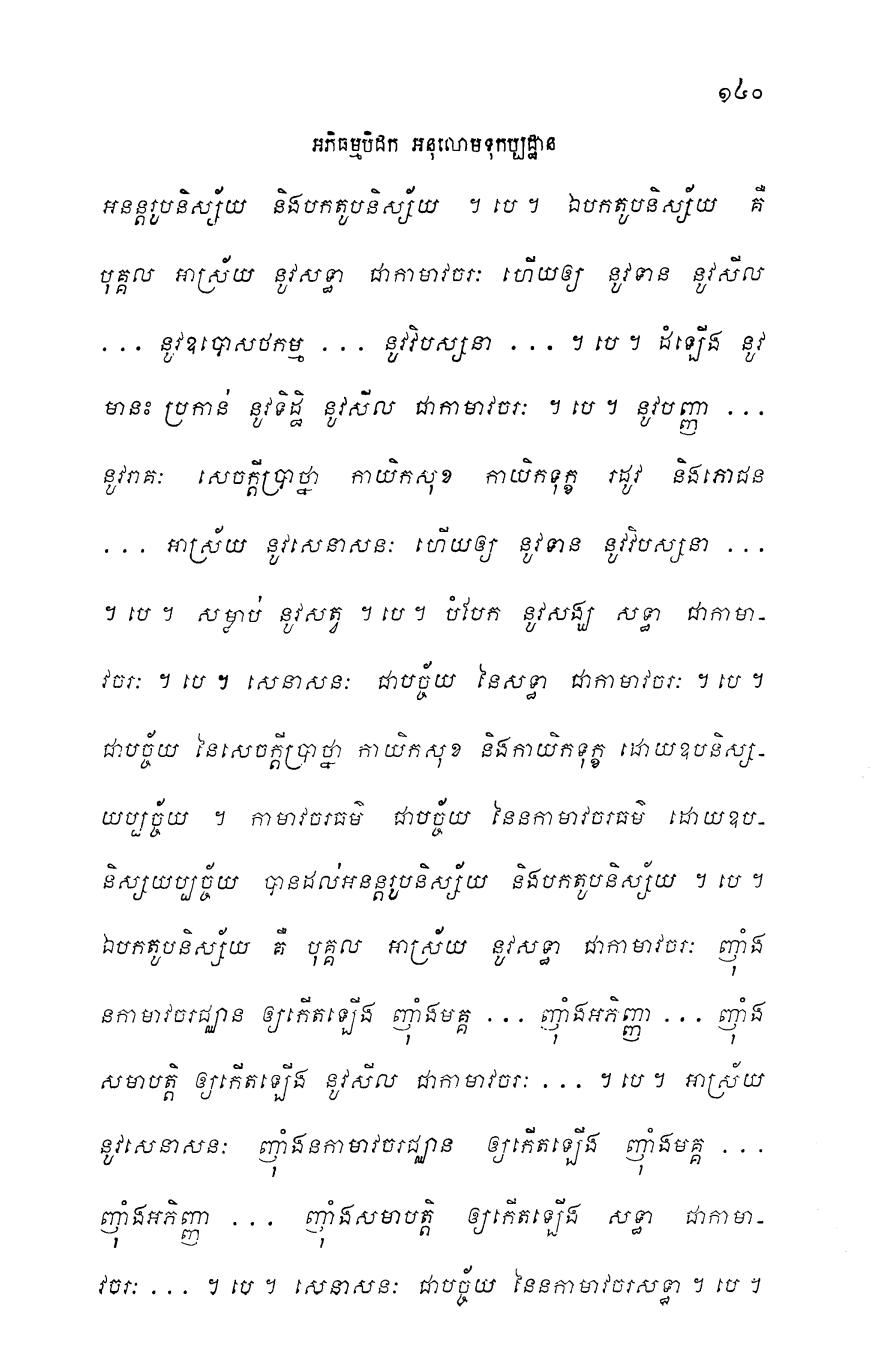 ១៤០
អភិធម្មបិដក អនុលោមទុកប្បដ្ឋាន
អនន្តរូបនិស្ស័យ និងបកតូបនិស្ស័យ ។ បេ ។ ឯបកតូបនិស្ស័យ គឺ
បុគ្គល អាស្រ័យ នូវសទ្ធា ជាកាមាវចរៈ ហើយឲ្យ នូវទាន នូវសីល
... នូវឧបោសថកម្ម ... នូវវិបស្សនា ... ។ បេ ។ ដំឡើង នូវ
មានះ ប្រកាន់ នូវទិដ្ឋិ នូវសីល ជាកាមាវចរៈ ។ បេ ។ នូវបញ្ញា ...
នូវរាគៈ សេចក្តីប្រាថ្នា កាយិកសុខ កាយិកទុក្ខ រដូវ និងភោជន
... អាស្រ័យ នូវសេនាសនៈ ហើយឲ្យ នូវទាន នូវវិបស្សនា ...
។ បេ ។ សម្លាប់ នូវសត្វ ។ បេ ។ បំបែក នូវសង្ឃ សទ្ធា ជាកាមា-
វចរៈ ។ បេ ។ សេនាសនៈ ជាបច្ច័យ នៃសទ្ធា ជាកាមាវចរៈ ។ បេ ។
ជាបច្ច័យ នៃសេចក្តីប្រាថ្នា កាយិកសុខ និងកាយិកទុក្ខ ដោយឧបនិស្ស-
យប្បច្ច័យ ។ កាមាវចរធម៌ ជាបច្ច័យ នៃនកាមាវចរធម៌ ដោយឧប-
និស្សយប្បច្ច័យ បានដល់អនន្តរូបនិស្ស័យ និងបកតូបនិស្ស័យ ។ បេ ។
ឯបកតូបនិស្ស័យ គឺ បុគ្គល អាស្រ័យ នូវសទ្ធា ជាកាមាវចរៈ ញុំាង
នកាមាវចរជ្ឈាន ឲ្យកើតឡើង ញុំាងមគ្គ ... ញុំាងអភិញ្ញា ... ញុំាង
សមាបត្តិ ឲ្យកើតឡើង នូវសីល ជាកាមាវចរៈ ... ។ បេ ។ អាស្រ័យ
នូវសេនាសនៈ ញុំាងនកាមាវចរជ្ឈាន ឲ្យកើតឡើង ញុំាងមគ្គ ...
ញុំាងអភិញ្ញា ... ញុំាងសមាបត្តិ ឲ្យកើតឡើង សទ្ធា ជាកាមា-
វចរៈ ... ។ បេ ។ សេនាសនៈ ជាបច្ច័យ នៃនកាមាវចរសទ្ធា ។ បេ ។